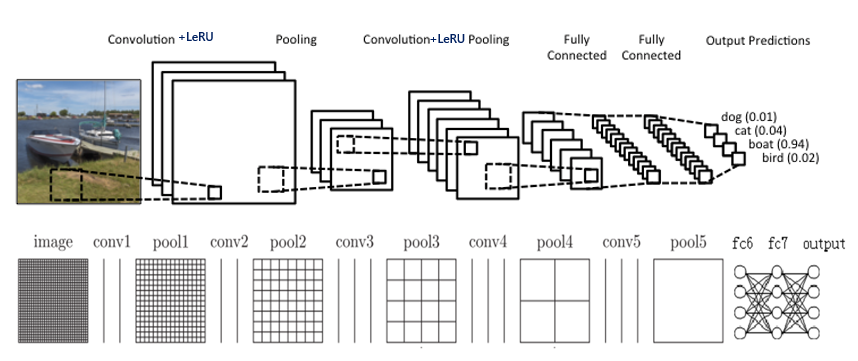 Convolution +LeRU Pooling Convolution+LeRU Pooling Fully Connected Fully Connected Output Predictions
dog (0.01)
cat (0.04)
boat (0.94)
bird (0.02)
image conv1 pool1 conv2 pool2 conv3 pool3 conv4 pool4 conv5 pool5 fc6 fc7 output